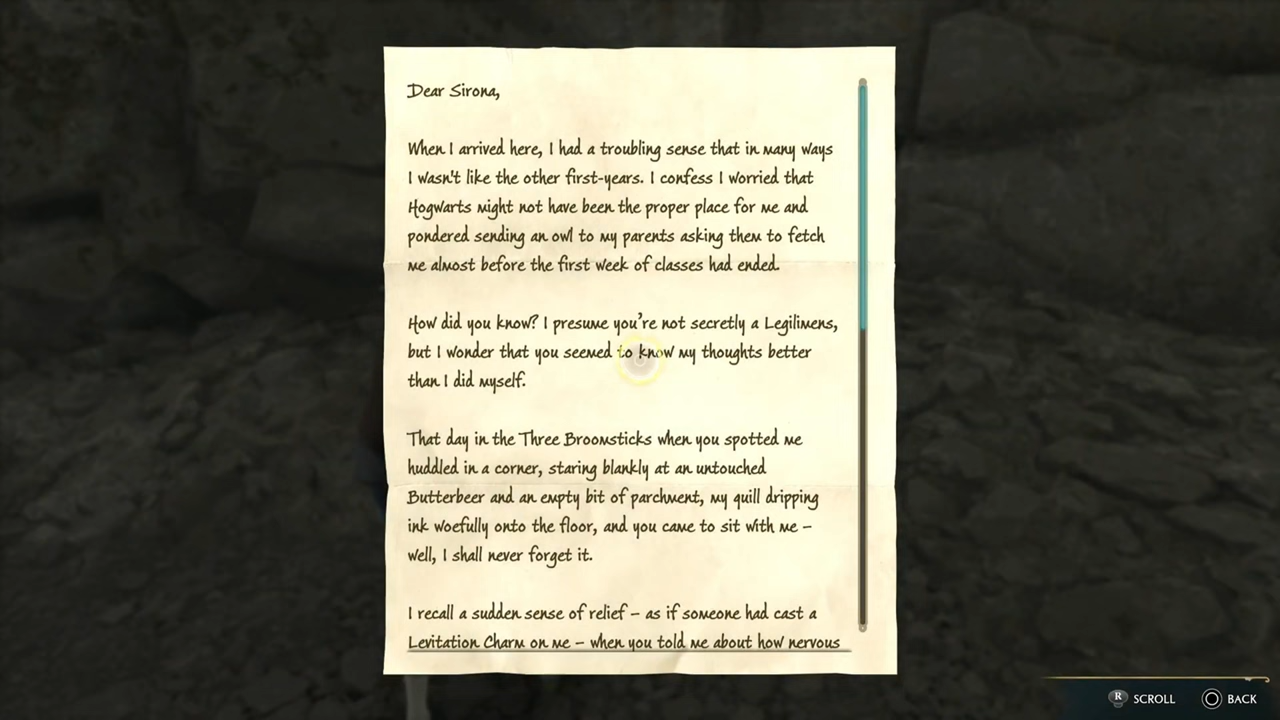 Dear Sirona,
When I arrived here, I had a troubling sense that in many ways
I wasn't like the other first-years. I confess I worried that
Hogwarts might not have been the proper place for me and
pondered sending an owl to my parents asking them to fetch
me almost before the first week of classes had ended.
How did you know? I presume you're not secretly a Legilimens,
but I wonder that you seemed to know my thoughts better
than I did myself.
That day in the Three Broomsticks when you spotted me
huddled in a corner, staring blankly at an untouched
Butterbeer and an empty bit of parchment, my quill dripping
ink woefully onto the floor, and you came to sit with me –
well, I shall never forget it.
I recall a sudden sense of relief – as if someone had cast a
Levitation Charm on me – when you told me about how nervous
R SCROLL
BACK